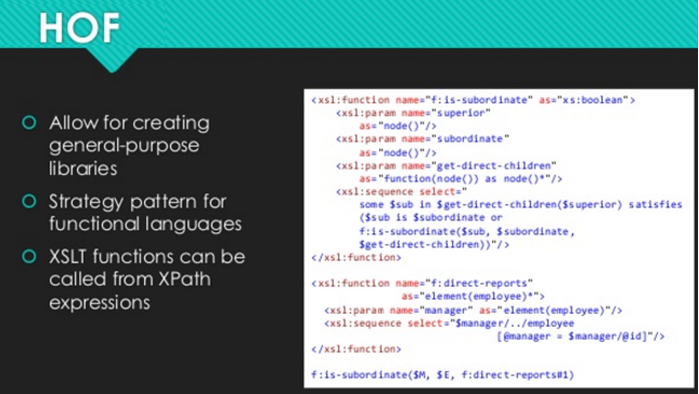 HOF
Allow for creating
general-purpose
libraries
Strategy pattern for
functional languages
XSLT functions can be
called from XPath
expressions
<xsl:function name="f:is-subordinate" as="xs:boolean">
<xsl:param name="superior"
as="node()"/>
<xsl:param name="subordinate"
as="node()"/>
<xsl:param name="get-direct-children"
as="function(node()) as node()*"/>
<xsl:sequence select="
some $sub in $get-direct-children($superior) satisfies
($sub is $subordinate or
f:is-subordinate($sub, $subordinate,
$get-direct-children))"/>
</xsl:function>
<xsl:function name="f:direct-reports"
as="element(employee)*">
<xsl:param name="manager" as="element(employee)"/>
<xsl:sequence select="$manager/../employee
[@manager = $manager/@id]"/>
</xsl:function>
f:is-subordinate($M, $E, f:direct-reports#1)